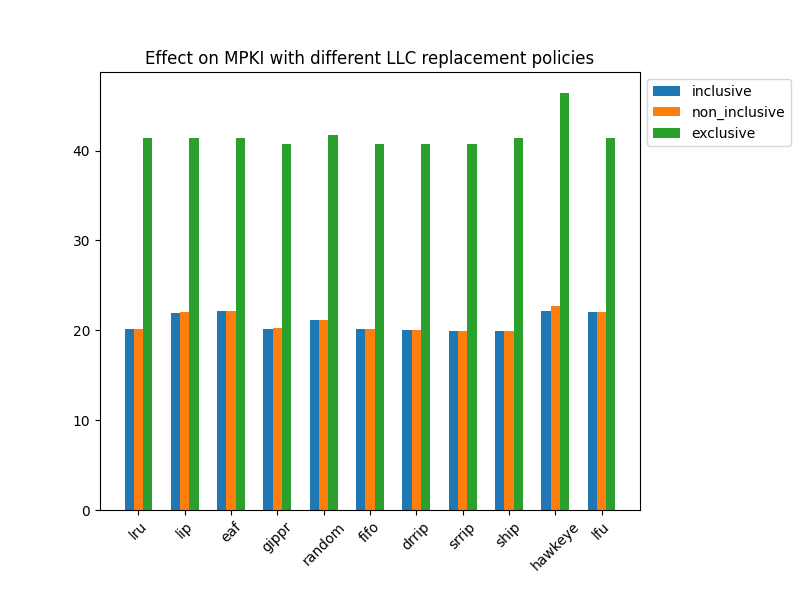 Effect on MPKI with different LLC replacement policies
inclusive
non_inclusive
exclusive
40
30
20
10
0
lru
lip
eaf
gippr
random
fifo
drrip
srrip
ship
hawkeye
lfu